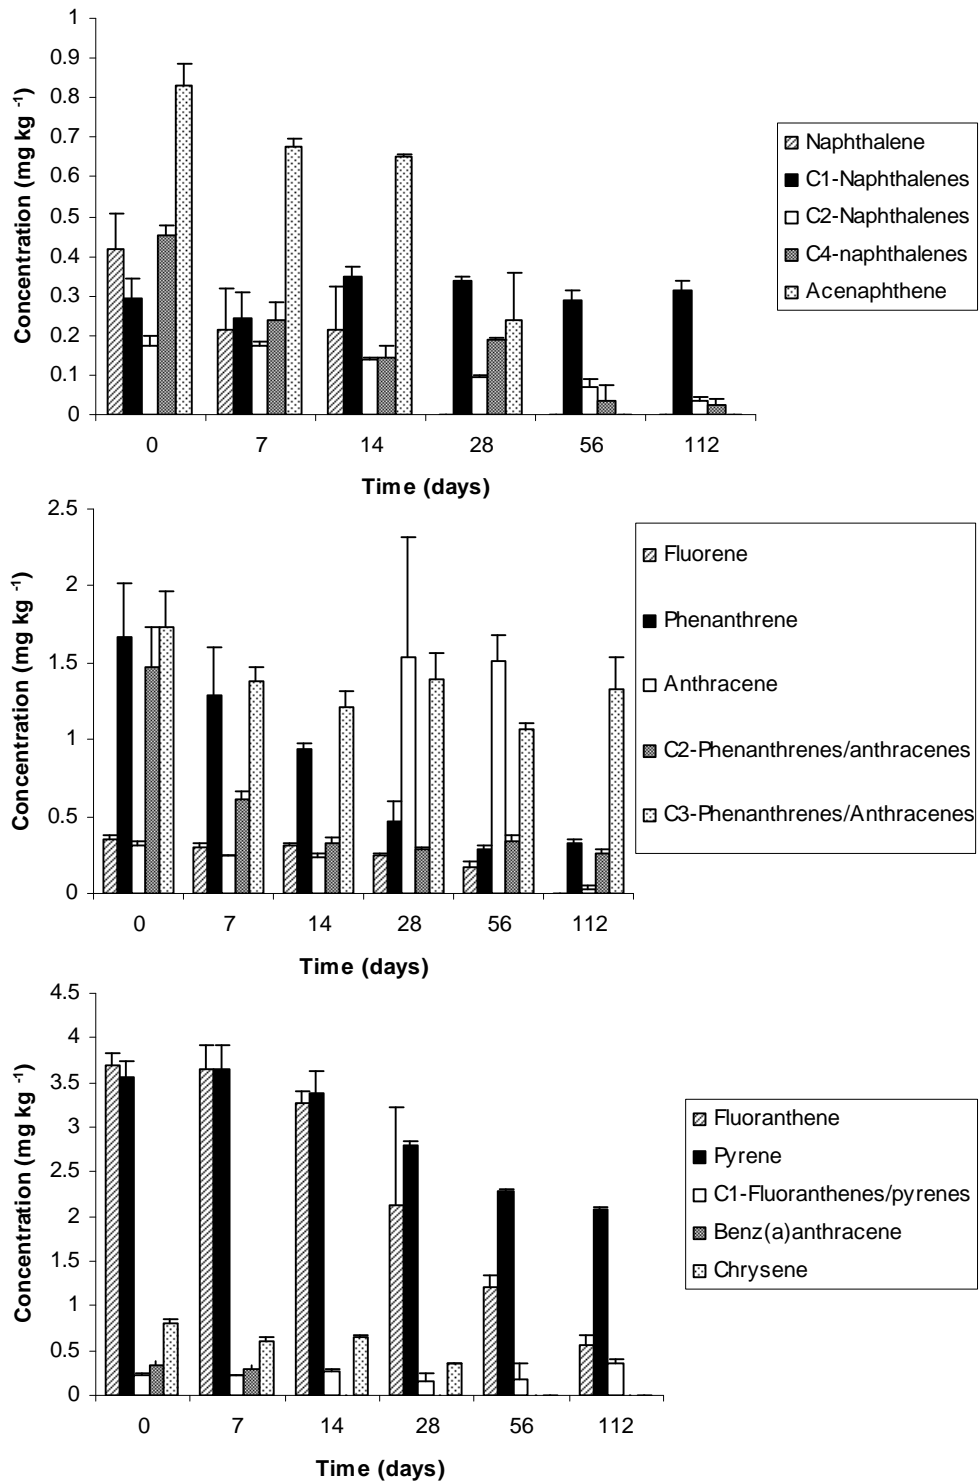 1
0.9
0.8
0.7
0.6
0.5
0.4
0.3
0.2
0.1
0
Concentration (mg kg -1)
0 7 14 28 56 112
Time (days)
Naphthalene
C1-Naphthalenes
C2-Naphthalenes
C4-naphthalenes
Acenaphthene
2.5
2
1.5
1
0.5
0
Concentration (mg kg -1)
0 7 14 28 56 112
Time (days)
Fluorene
Phenanthrene
Anthracene
C2-Phenanthrenes/anthracenes
C3-Phenanthrenes/Anthracenes
4.5
4
3.5
3
2.5
2
1.5
1
0.5
0
Concentration (mg kg -1)
0 7 14 28 56 112
Time (days)
Fluoranthene
Pyrene
C1-Fluoranthenes/pyrenes
Benz(a)anthracene
Chrysene